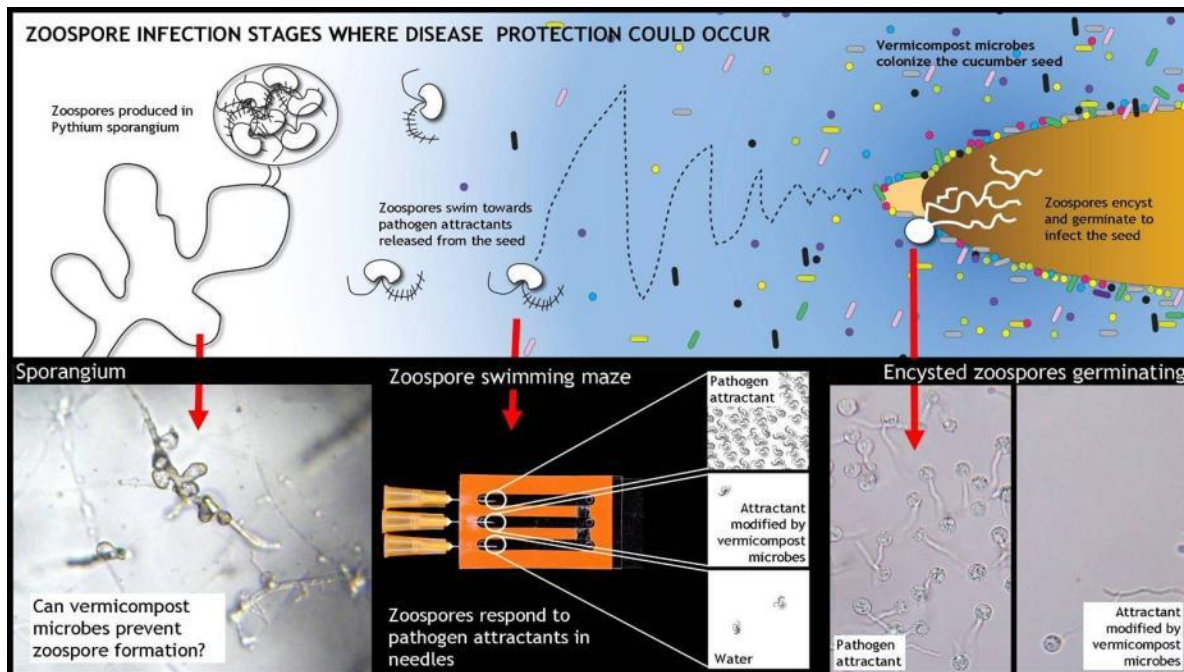 ZOOSPORE INFECTION STAGES WHERE DISEASE PROTECTION COULD OCCUR
Vermicompost microbes
colonize the cucumber seed
Zoospores produced in
Pythium sporangium
Zoospores swim towards
pathogen attractants
released from the seed
Zoospores encyst
and germinate to
infect the seed
Sporangium
Can vermicompost
microbes prevent
zoospore formation?
Zoospore swimming maze
Pathogen
attractant
Attractant
modified by
vermicompost
microbes
Water
Zoospores respond to
pathogen attractants in
needles
Encysted zoospores germinating
Pathogen
attractant
Attractant
modified by
vermicompost
microbes